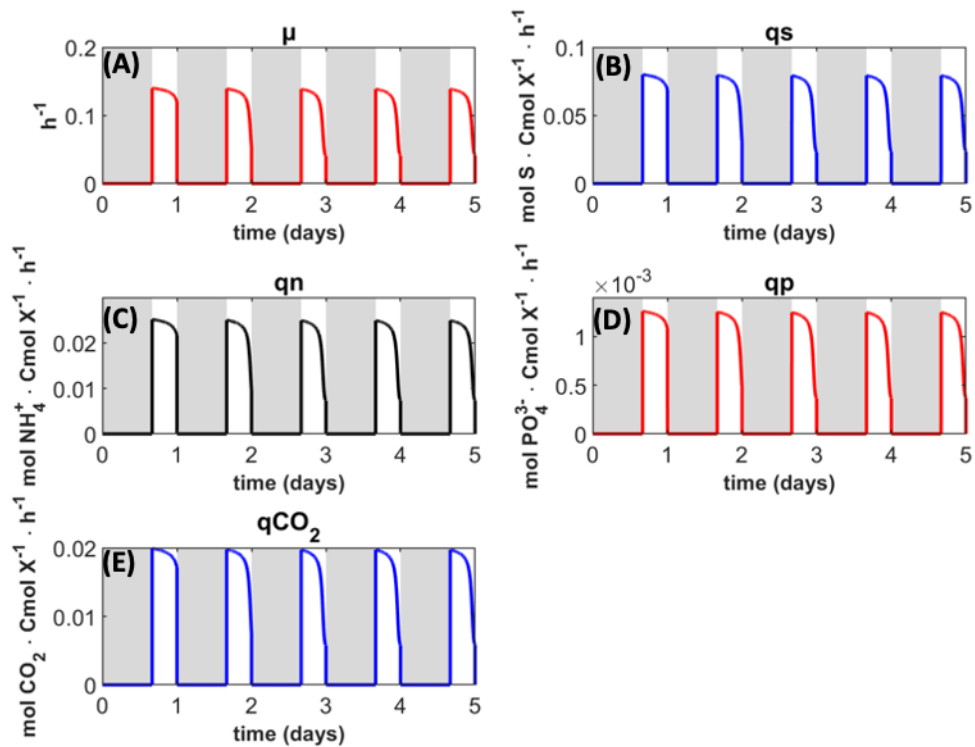 µ
(A)
h⁻¹
0.2
0.1
0
0 1 2 3 4 5
time (days)
qs
(B)
mol S · Cmol X⁻¹ · h⁻¹
0.1
0.05
0
0 1 2 3 4 5
time (days)
qn
(C)
mol NH₄⁺ · Cmol X⁻¹ · h⁻¹
0.02
0.01
0
0 1 2 3 4 5
time (days)
qp
×10⁻³
(D)
mol PO₄³⁻ · Cmol X⁻¹ · h⁻¹
1
0.5
0
0 1 2 3 4 5
time (days)
qCO₂
(E)
mol CO₂ · Cmol X⁻¹ · h⁻¹
0.02
0.01
0
0 1 2 3 4 5
time (days)